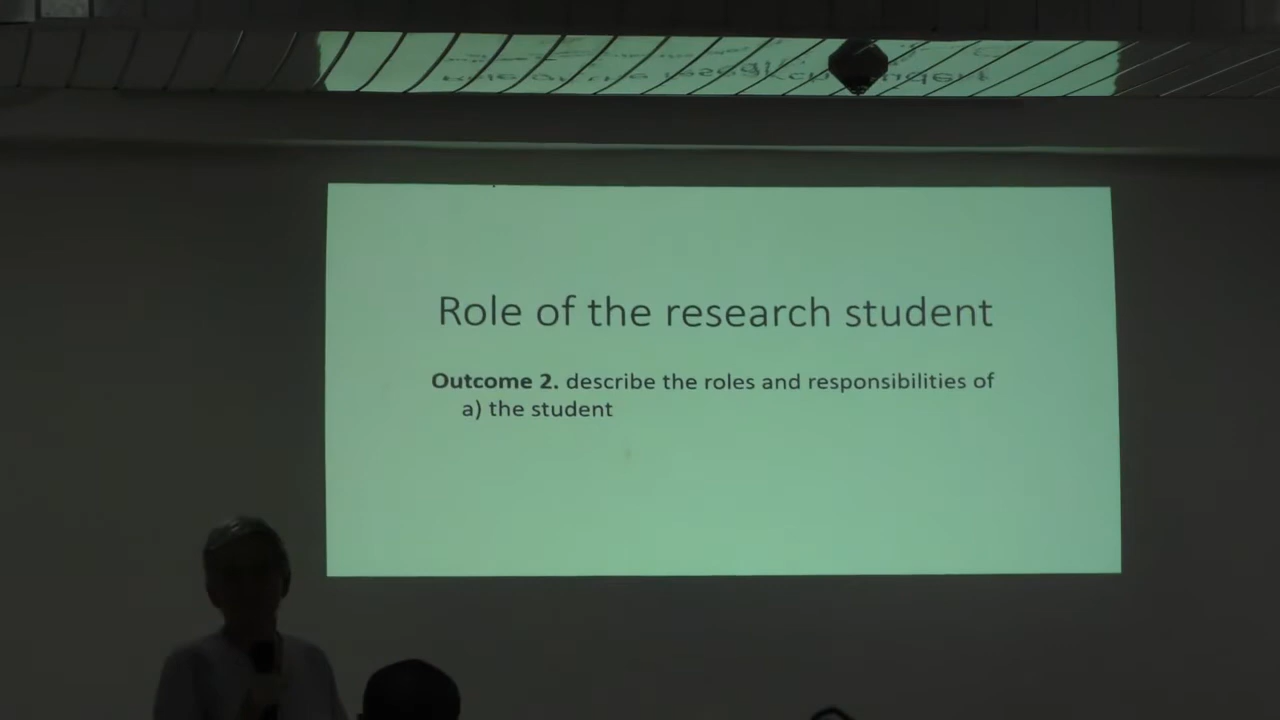 Role of the research student
Outcome 2. describe the roles and responsibilities of
a) the student